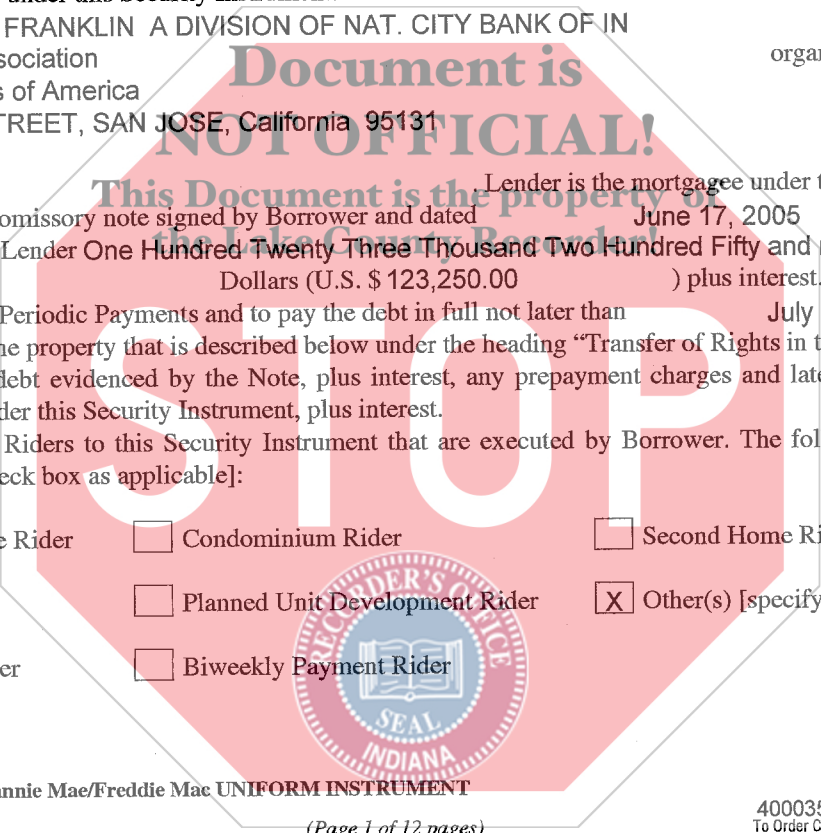 under this Security Instrument.
FRANKLIN A DIVISION OF NAT. CITY BANK OF IN
sociation organ
s of America
TREET, SAN JOSE, California 95131
Document is
NOT OFFICIAL!
This Document is the property of
the Lake County Recorder!
. Lender is the mortgagee under t
omissory note signed by Borrower and dated June 17, 2005
Lender One Hundred Twenty Three Thousand Two Hundred Fifty and
Dollars (U.S. $ 123,250.00 ) plus interest.
Periodic Payments and to pay the debt in full not later than July
ne property that is described below under the heading “Transfer of Rights in t
debt evidenced by the Note, plus interest, any prepayment charges and late
der this Security Instrument, plus interest.
Riders to this Security Instrument that are executed by Borrower. The fol
eck box as applicable]:
STOP
e Rider Condominium Rider Second Home Ri
Planned Unit Development Rider X Other(s) [specify
er Biweekly Payment Rider
RECORDER'S OFFICE
SEAL
INDIANA
annie Mae/Freddie Mac UNIFORM INSTRUMENT
(Page 1 of 12 pages)
400035
To Order C